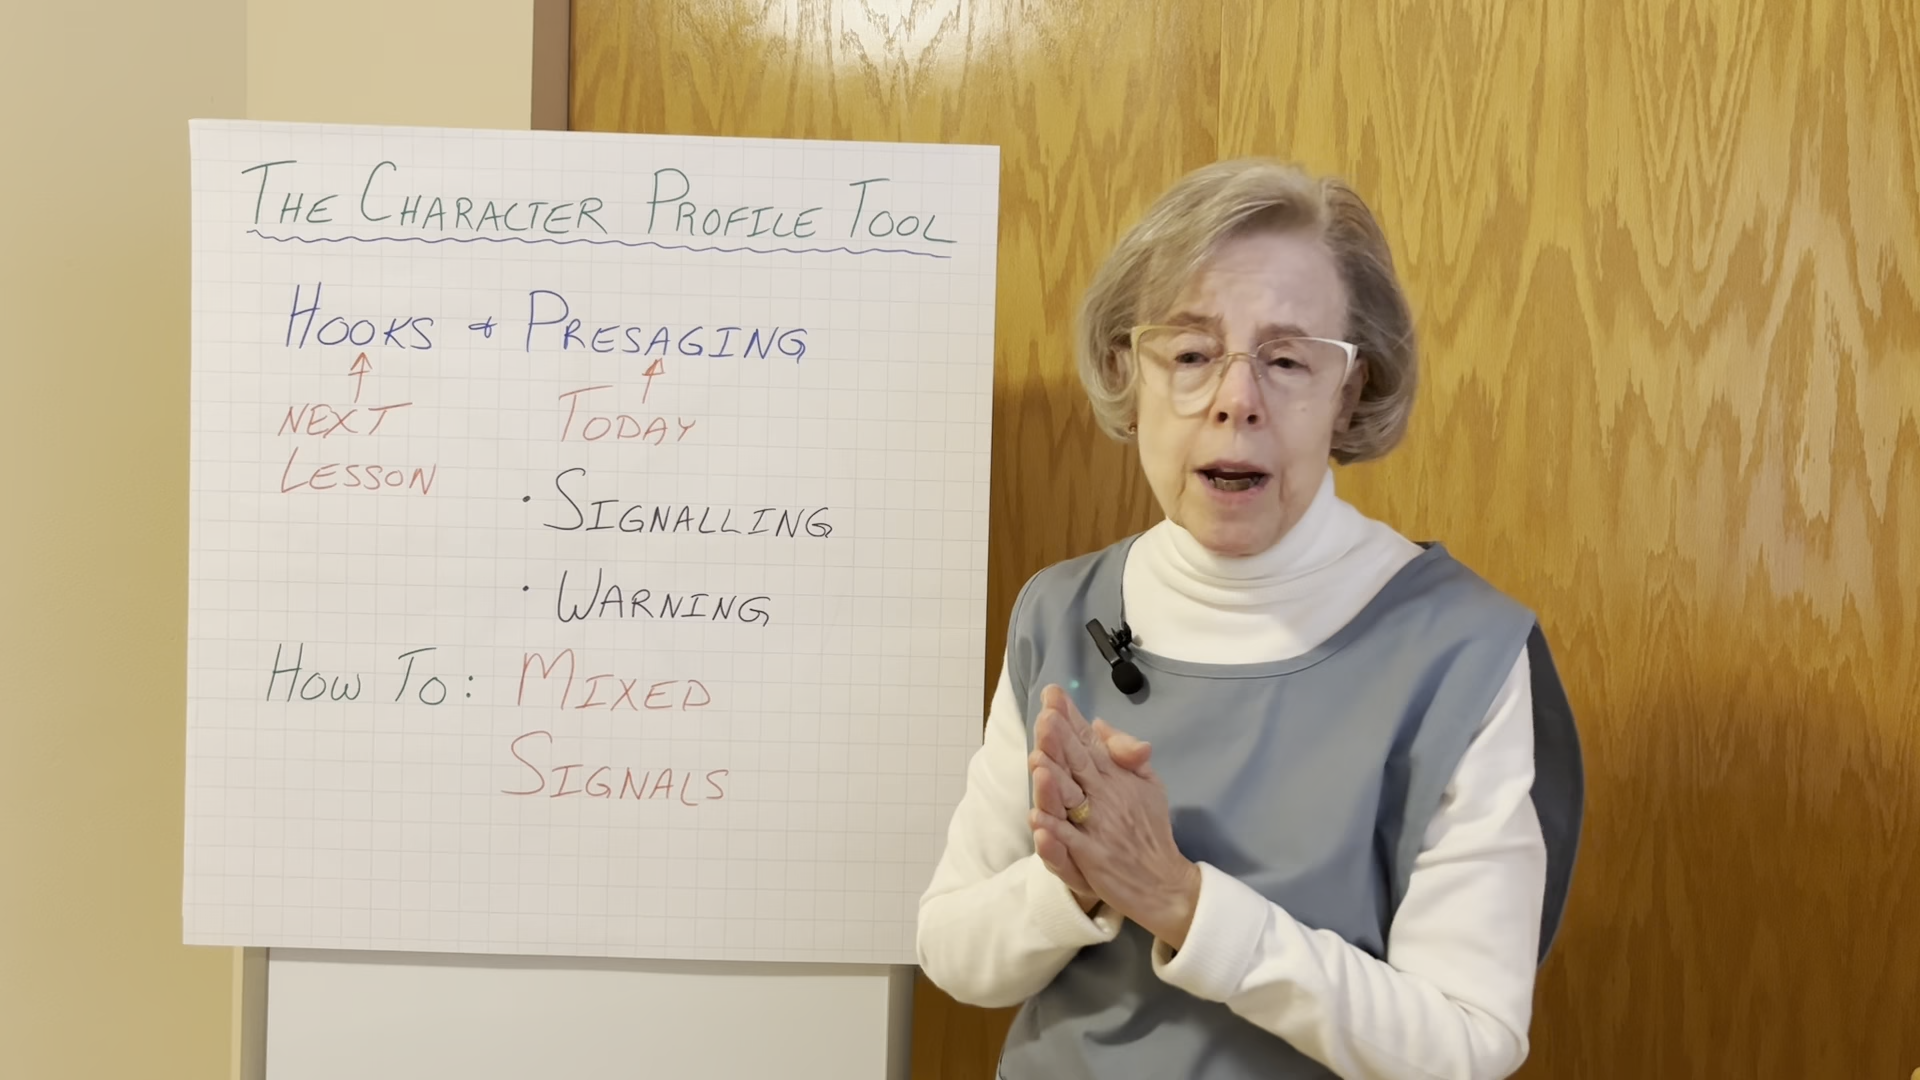 THE CHARACTER PROFILE TOOL
HOOKS & PRESAGING
NEXT LESSON
TODAY
• SIGNALLING
• WARNING
HOW TO: MIXED
SIGNALS